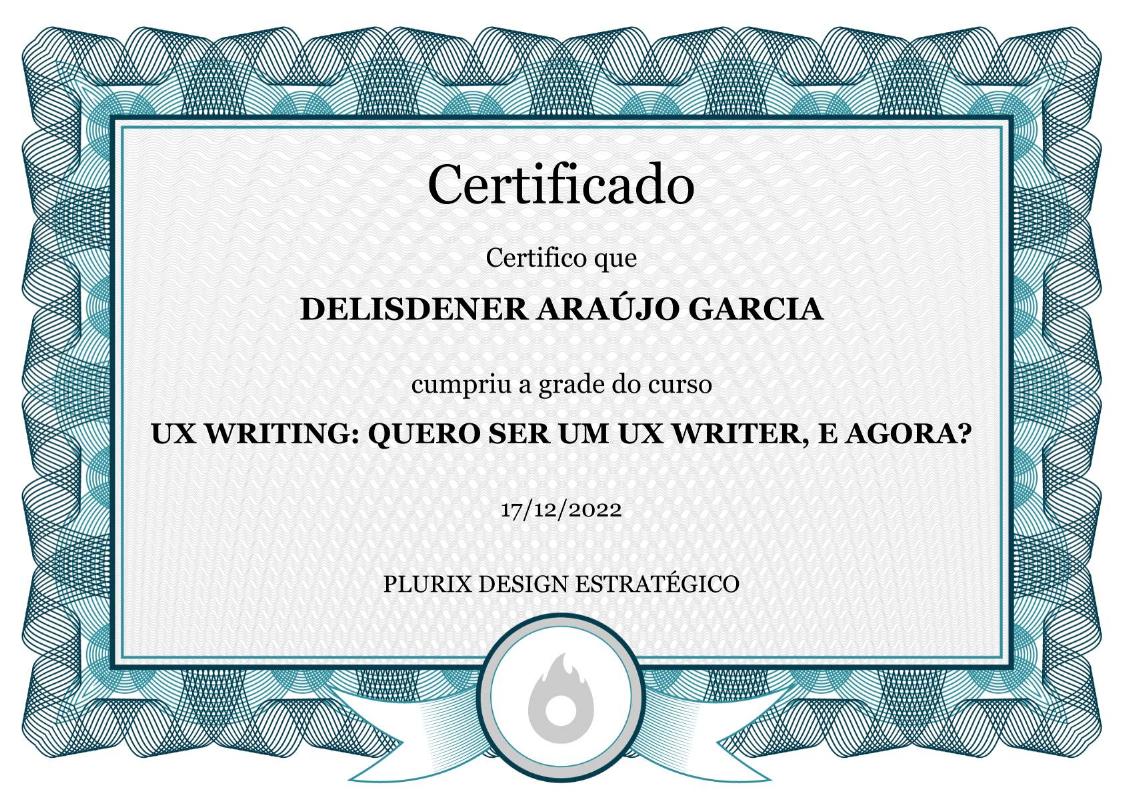 Certificado
Certifico que
DELISDENER ARAÚJO GARCIA
cumpriu a grade do curso
UX WRITING: QUERO SER UM UX WRITER, E AGORA?
17/12/2022
PLURIX DESIGN ESTRATÉGICO